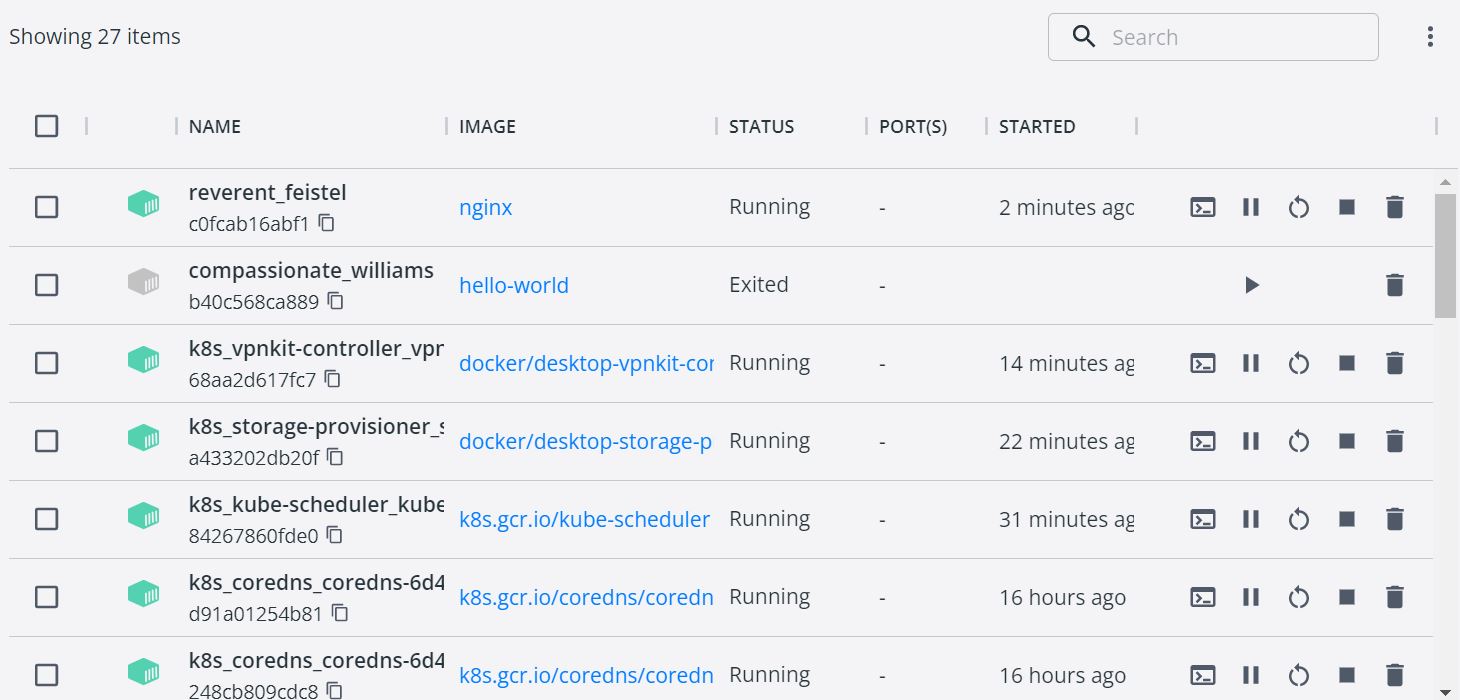 Showing 27 items
Search
NAME IMAGE STATUS PORT(S) STARTED
reverent_feistel
c0fcab16abf1
nginx Running - 2 minutes ago
compassionate_williams
b40c568ca889
hello-world Exited -
k8s_vpnkit-controller_vpn
68aa2d617fc7
docker/desktop-vpnkit-cor Running - 14 minutes ag
k8s_storage-provisioner_s
a433202db20f
docker/desktop-storage-p Running - 22 minutes ag
k8s_kube-scheduler_kube
84267860fde0
k8s.gcr.io/kube-scheduler Running - 31 minutes ag
k8s_coredns_coredns-6d4
d91a01254b81
k8s.gcr.io/coredns/coredn Running - 16 hours ago
k8s_coredns_coredns-6d4
248cb809cdc8
k8s.gcr.io/coredns/coredn Running - 16 hours ago